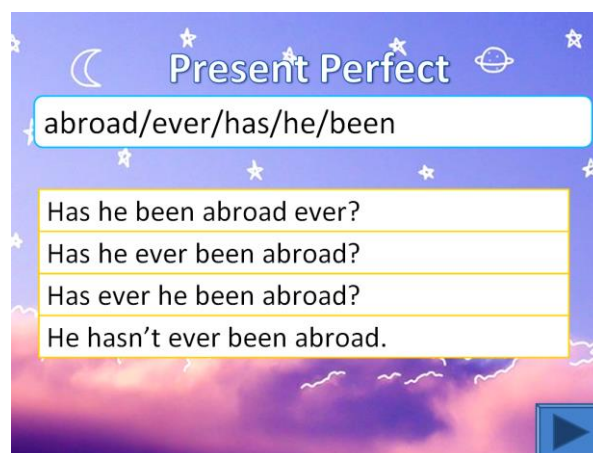 Present Perfect
abroad/ever/has/he/been
Has he been abroad ever?
Has he ever been abroad?
Has ever he been abroad?
He hasn’t ever been abroad.